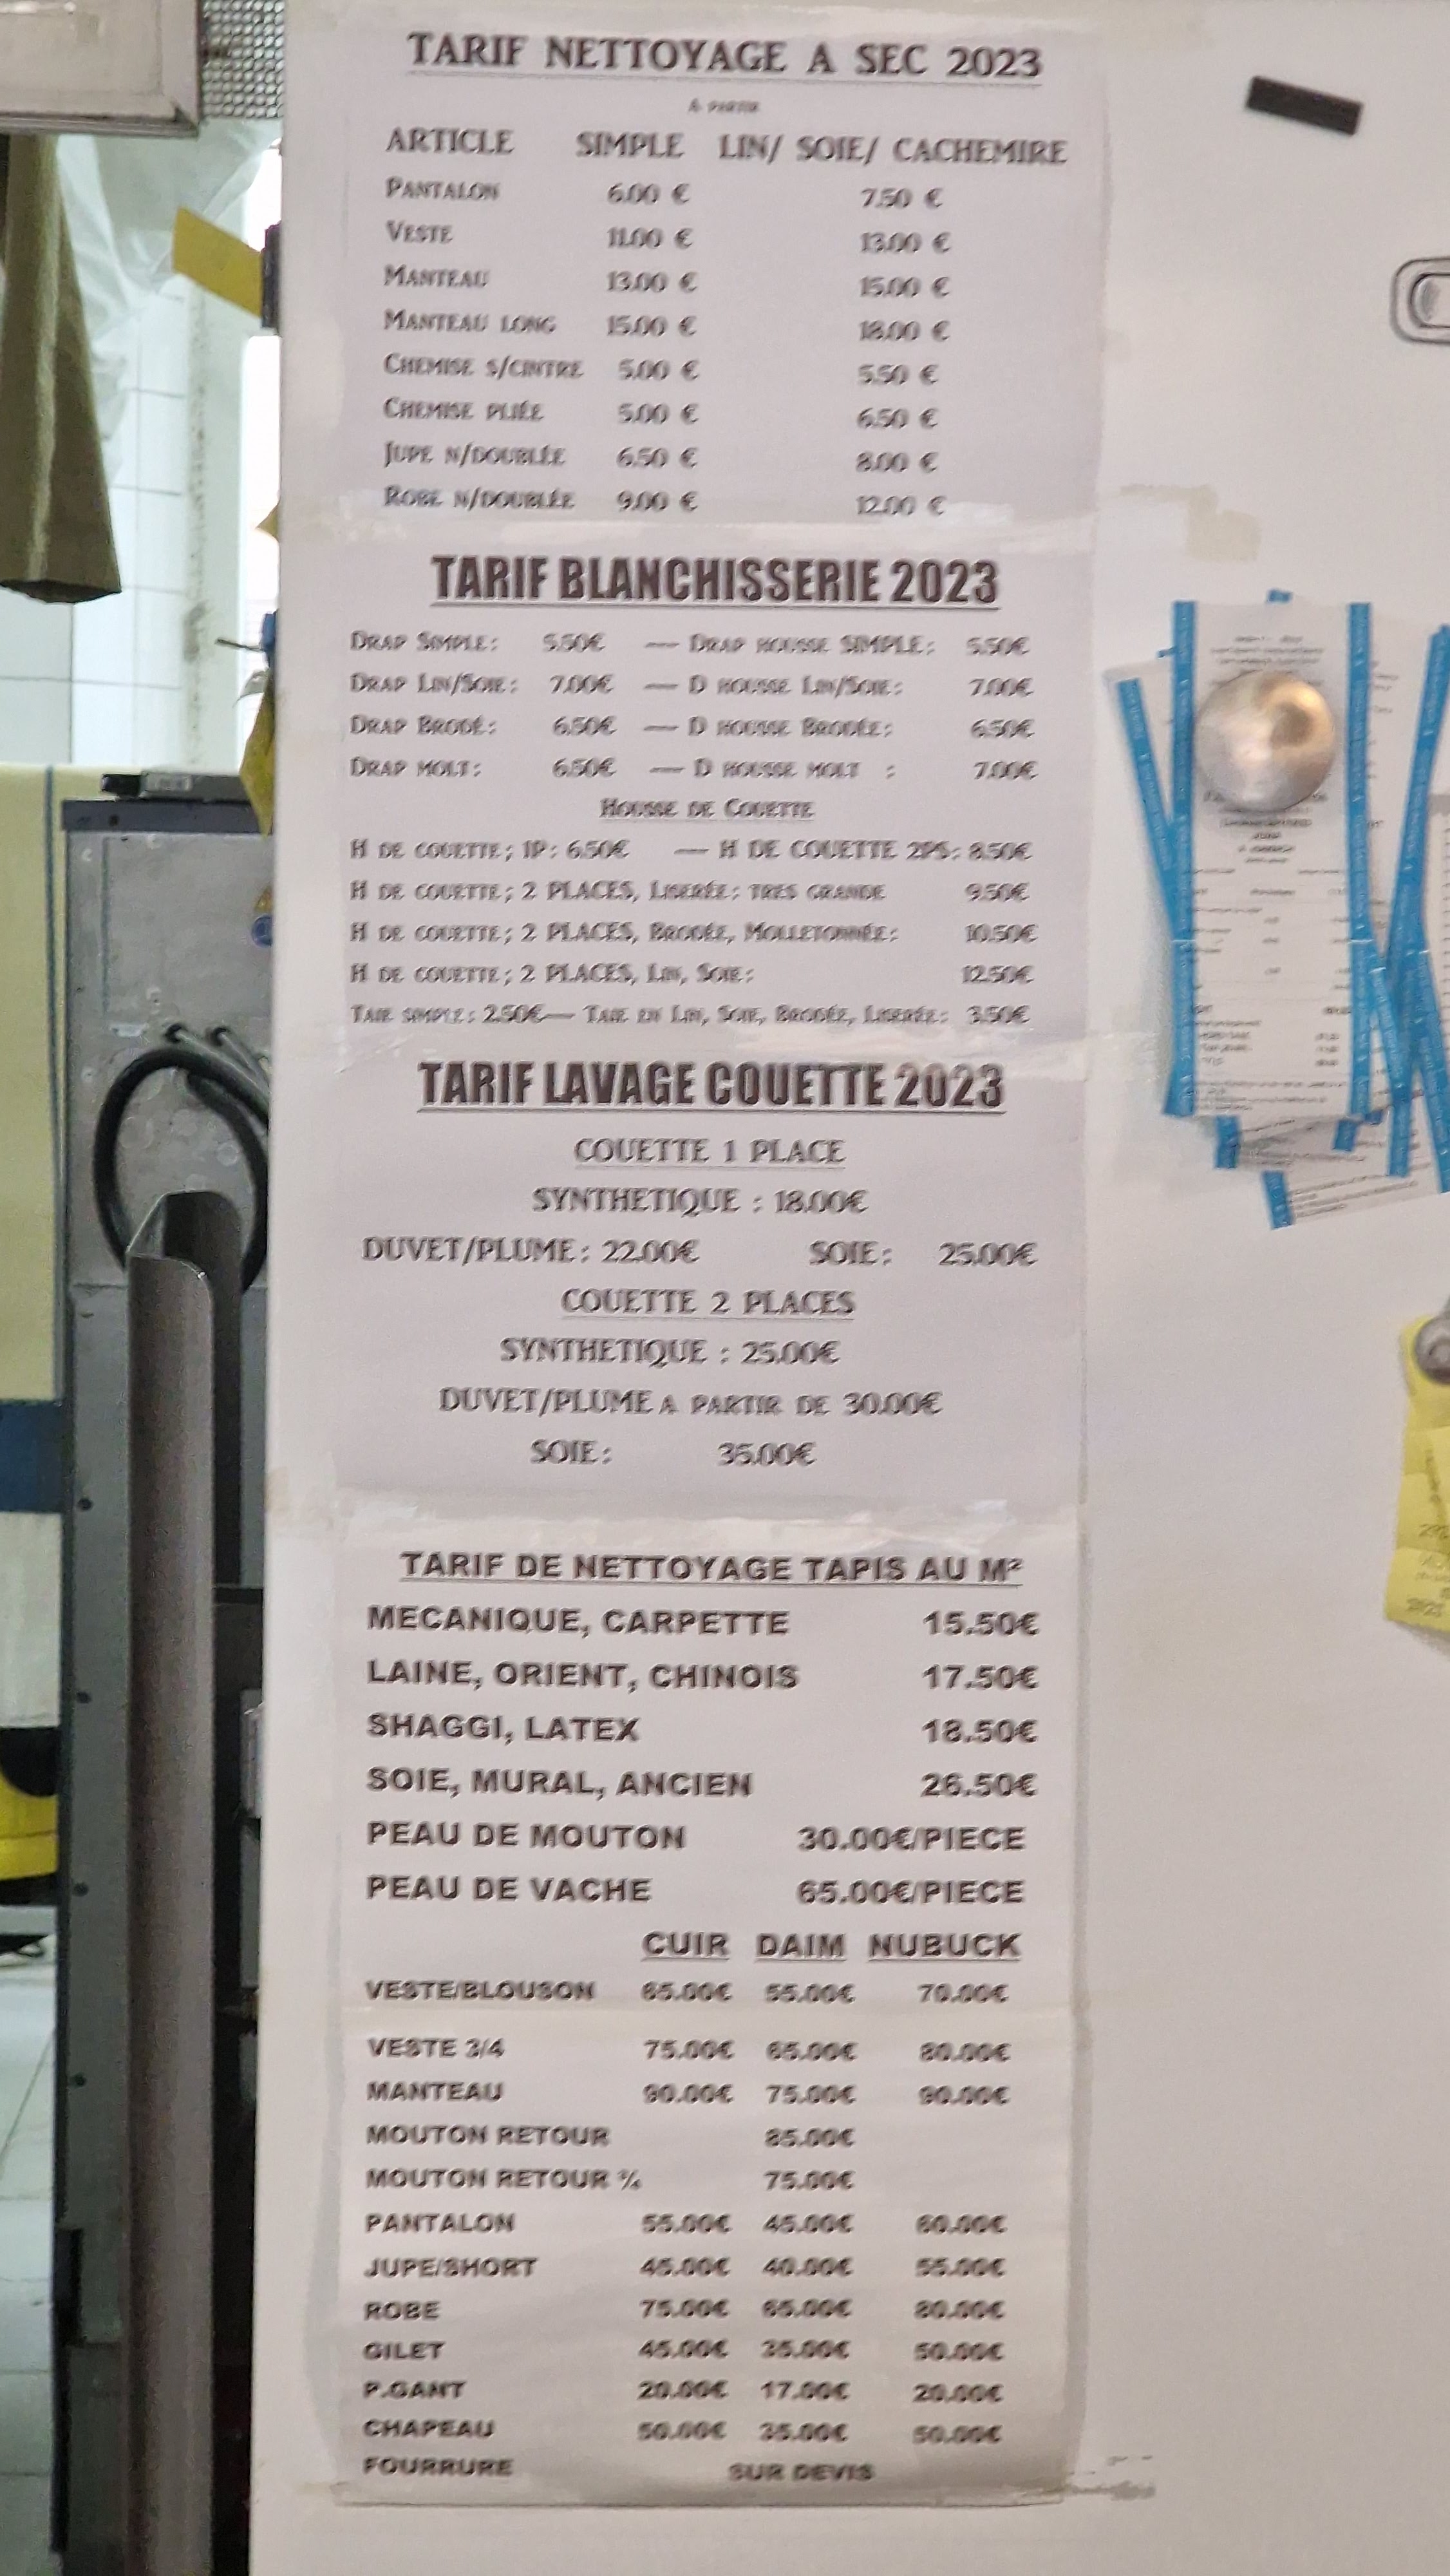 TARIF NETTOYAGE A SEC 2023
A PARTIR
ARTICLE SIMPLE LIN/ SOIE/ CACHEMIRE
PANTALON 6.00 € 7.50 €
VESTE 11.00 € 13.00 €
MANTEAU 13.00 € 15.00 €
MANTEAU LONG 15.00 € 18.00 €
CHEMISE S/CINTRE 5.00 € 5.50 €
CHEMISE PLIÉE 5.00 € 6.50 €
JUPE N/DOUBLÉE 6.50 € 8.00 €
ROBE N/DOUBLÉE 9.00 € 12.00 €
TARIF BLANCHISSERIE 2023
DRAP SIMPLE: 5.50€ — DRAP HOUSSE SIMPLE: 5.50€
DRAP LIN/SOIE: 7.00€ — D HOUSSE LIN/SOIE: 7.00€
DRAP BRODÉ: 6.50€ — D HOUSSE BRODÉE: 6.50€
DRAP MOLT: 6.50€ — D HOUSSE MOLT : 7.00€
HOUSSE DE COUETTE
H DE COUETTE; 1P: 6.50€ — H DE COUETTE 2PS: 8.50€
H DE COUETTE; 2 PLACES, LISERÉE: TRES GRANDE 9.50€
H DE COUETTE; 2 PLACES, BRODÉE, MOLLETONNÉE: 10.50€
H DE COUETTE; 2 PLACES, LIN, SOIE: 12.50€
TAIE SIMPLE: 2.50€— TAIE EN LIN, SOIE, BRODÉE, LISERÉE: 3.50€
TARIF LAVAGE COUETTE 2023
COUETTE 1 PLACE
SYNTHETIQUE : 18.00€
DUVET/PLUME: 22.00€ SOIE: 25.00€
COUETTE 2 PLACES
SYNTHETIQUE : 25.00€
DUVET/PLUME A PARTIR DE 30.00€
SOIE: 35.00€
TARIF DE NETTOYAGE TAPIS AU M²
MECANIQUE, CARPETTE 15.50€
LAINE, ORIENT, CHINOIS 17.50€
SHAGGI, LATEX 18.50€
SOIE, MURAL, ANCIEN 26.50€
PEAU DE MOUTON 30.00€/PIECE
PEAU DE VACHE 65.00€/PIECE
CUIR DAIM NUBUCK
VESTE/BLOUSON 65.00€ 55.00€ 70.00€
VESTE 3/4 75.00€ 65.00€ 80.00€
MANTEAU 90.00€ 75.00€ 90.00€
MOUTON RETOUR 85.00€
MOUTON RETOUR ¾ 75.00€
PANTALON 55.00€ 45.00€ 60.00€
JUPE/SHORT 45.00€ 40.00€ 55.00€
ROBE 75.00€ 65.00€ 80.00€
GILET 45.00€ 35.00€ 50.00€
P.GANT 20.00€ 17.00€ 20.00€
CHAPEAU 50.00€ 35.00€ 50.00€
FOURRURE SUR DEVIS